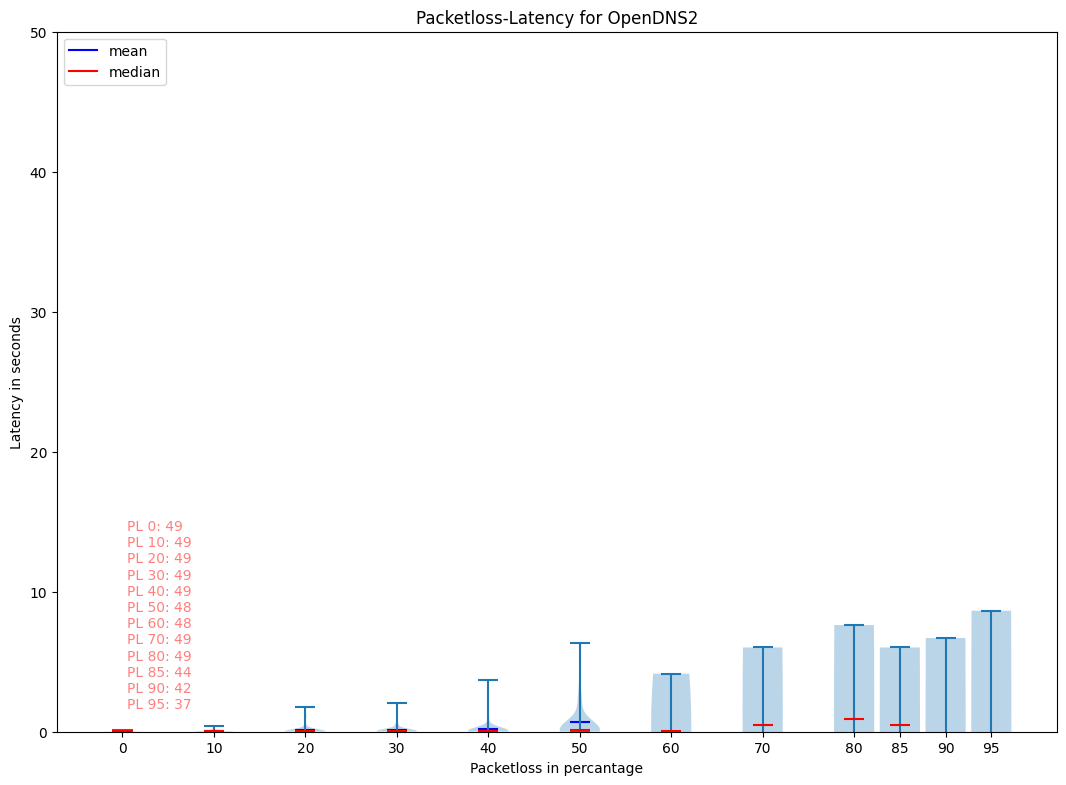 Packetloss-Latency for OpenDNS2
50
mean
median
40
30
20
10
0
Latency in seconds
PL 0: 49
PL 10: 49
PL 20: 49
PL 30: 49
PL 40: 49
PL 50: 48
PL 60: 48
PL 70: 49
PL 80: 49
PL 85: 44
PL 90: 42
PL 95: 37
0 10 20 30 40 50 60 70 80 85 90 95
Packetloss in percantage